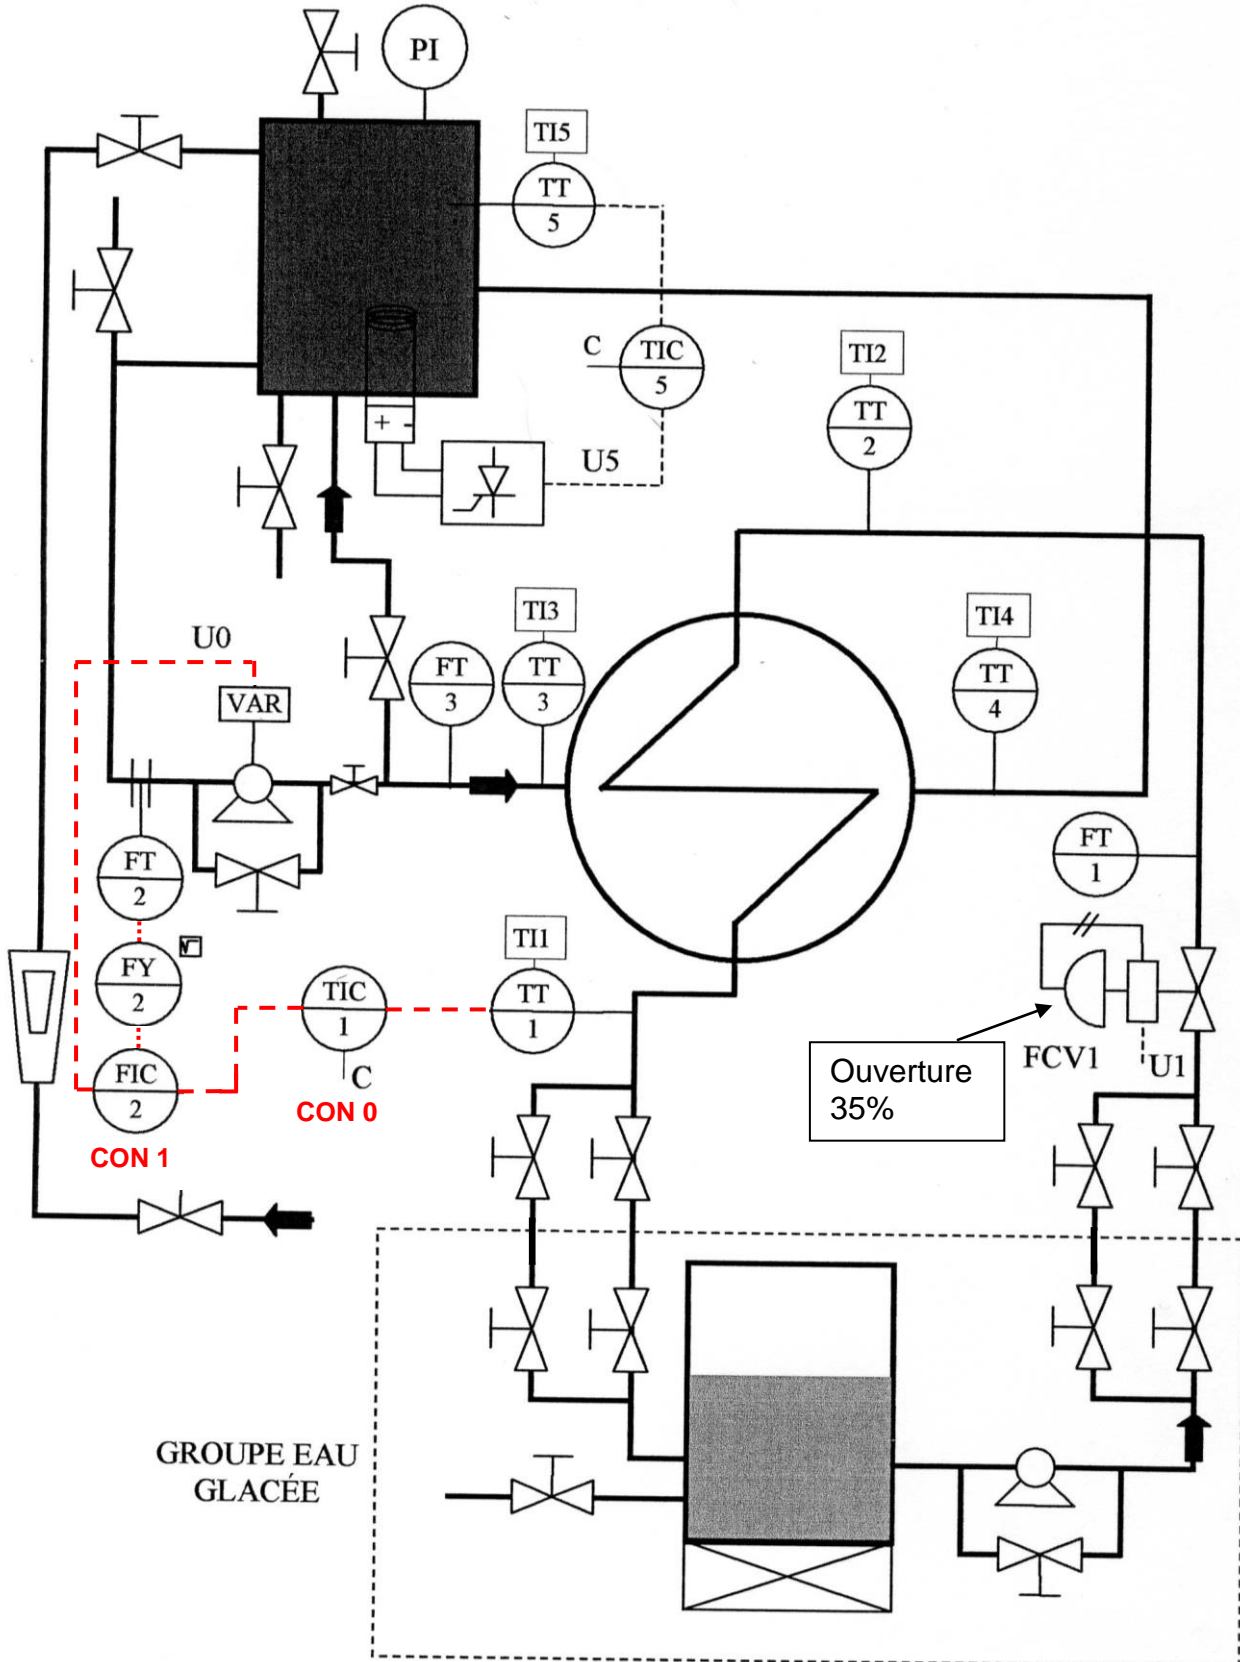 PI
TI5
TT
5
TI2
C
TIC
5
TT
2
+ -
U5
TI3
TI4
U0
FT
3
TT
3
TT
4
VAR
FT
2
FT
1
TI1
FY
2
√
TIC
1
TT
1
C
CON 0
FIC
2
CON 1
Ouverture
35%
FCV1
U1
GROUPE EAU
GLACÉE